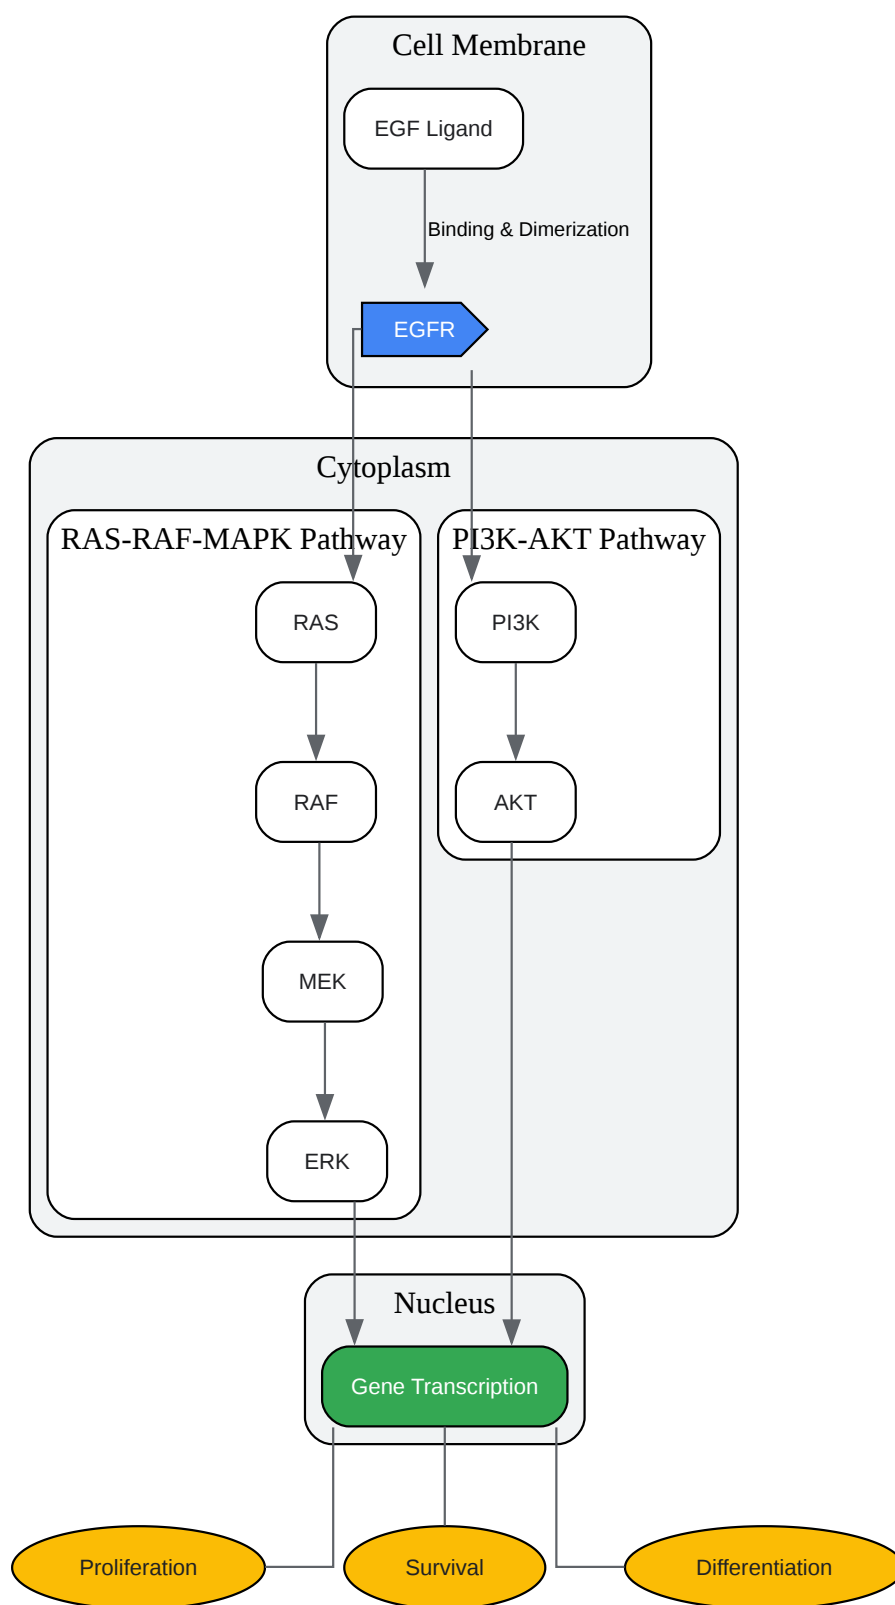 Cell Membrane
EGF Ligand
Binding & Dimerization
EGFR
Cytoplasm
RAS-RAF-MAPK Pathway
PI3K-AKT Pathway
RAS
PI3K
RAF
AKT
MEK
ERK
Nucleus
Gene Transcription
Proliferation
Survival
Differentiation